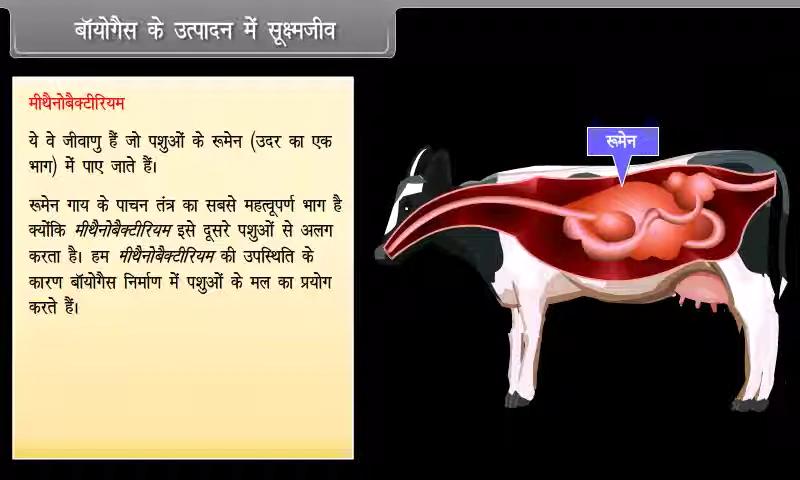 बॉयोगैस के उत्पादन में सूक्ष्मजीव
मीथैनोबैक्टीरियम
ये वे जीवाणु हैं जो पशुओं के रूमेन (उदर का एक
भाग) में पाए जाते हैं।
रूमेन गाय के पाचन तंत्र का सबसे महत्वूपर्ण भाग है
क्योंकि मीथैनोबैक्टीरियम इसे दूसरे पशुओं से अलग
करता है। हम मीथैनोबैक्टीरियम की उपस्थिति के
कारण बॉयोगैस निर्माण में पशुओं के मल का प्रयोग
करते हैं।
रूमेन